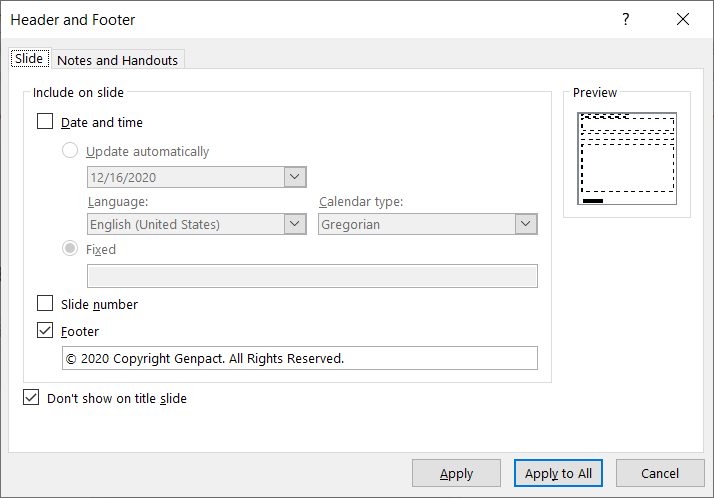 Header and Footer
?
Slide
Notes and Handouts
Include on slide
Preview
Date and time
Update automatically
12/16/2020
Language:
Calendar type:
English (United States)
Gregorian
Fixed
Slide number
Footer
© 2020 Copyright Genpact. All Rights Reserved.
Don't show on title slide
Apply
Apply to All
Cancel